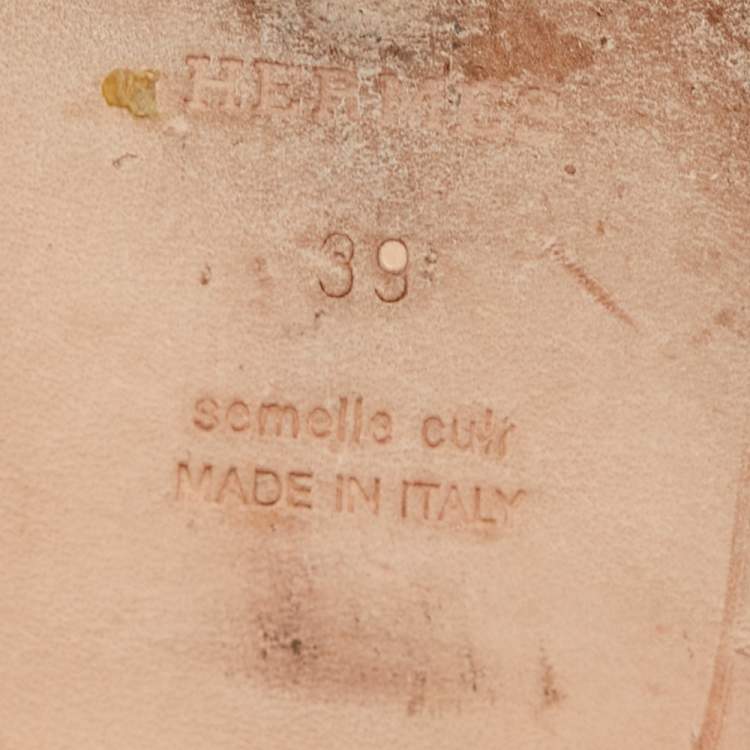 HERMES
39
semelle cuir
MADE IN ITALY